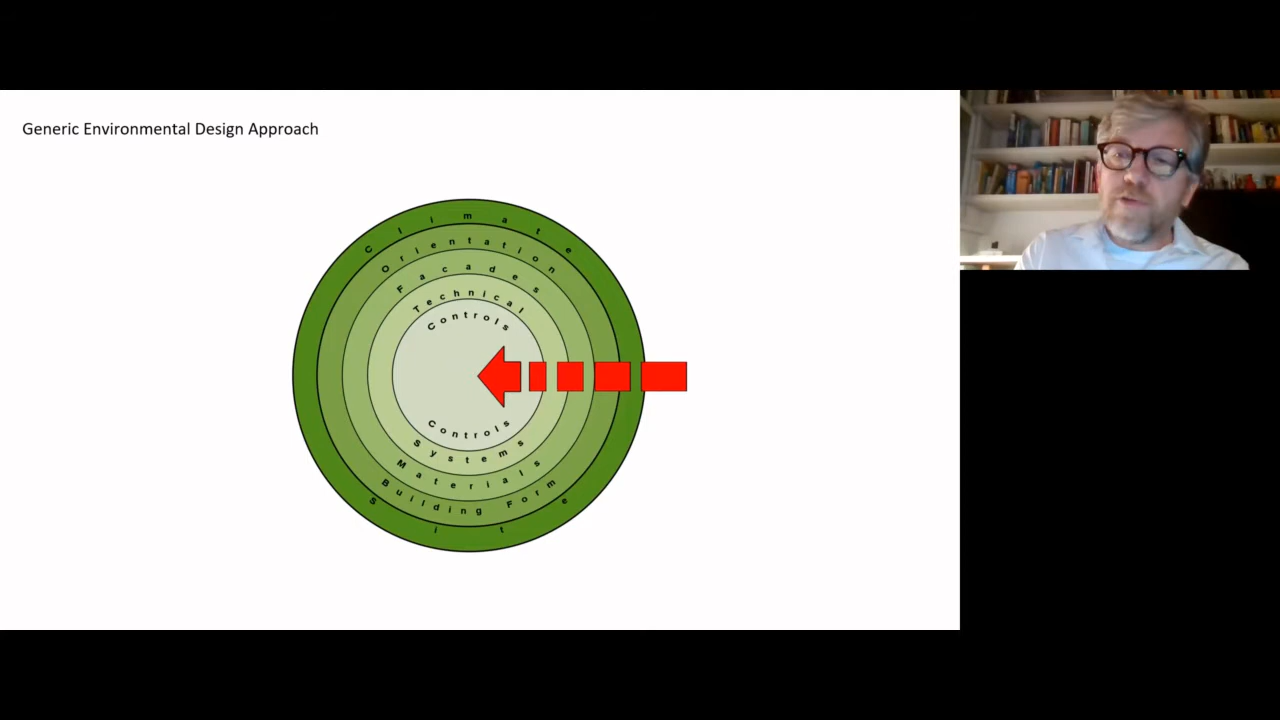 Generic Environmental Design Approach
Climate
Orientation
Facades
Technical
Controls
Controls
Systems
Materials
Building Form
Site